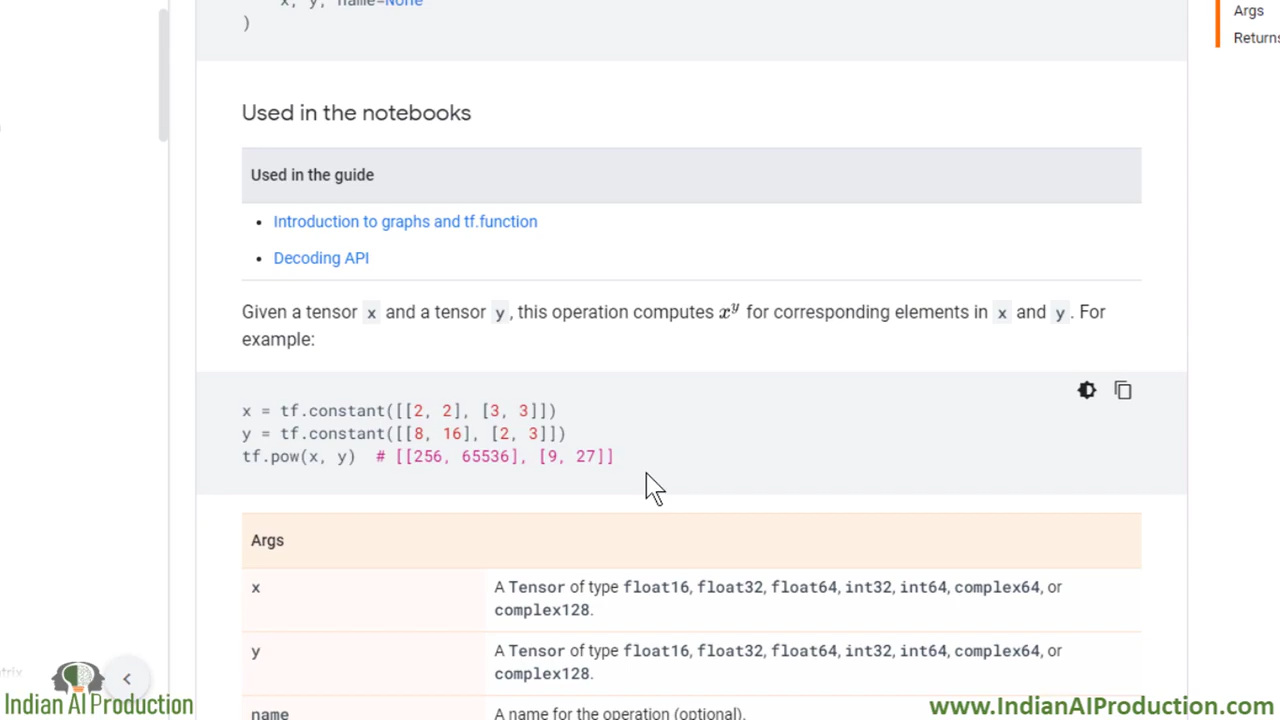 x, y, name=None
)
Args
Returns
Used in the notebooks
Used in the guide
• Introduction to graphs and tf.function
• Decoding API
Given a tensor x and a tensor y, this operation computes x^y for corresponding elements in x and y. For
example:
x = tf.constant([[2, 2], [3, 3]])
y = tf.constant([[8, 16], [2, 3]])
tf.pow(x, y)  # [[256, 65536], [9, 27]]
Args
x A Tensor of type float16, float32, float64, int32, int64, complex64, or
complex128.
y A Tensor of type float16, float32, float64, int32, int64, complex64, or
complex128.
name A name for the operation (optional).
Indian AI Production
www.IndianAIProduction.com